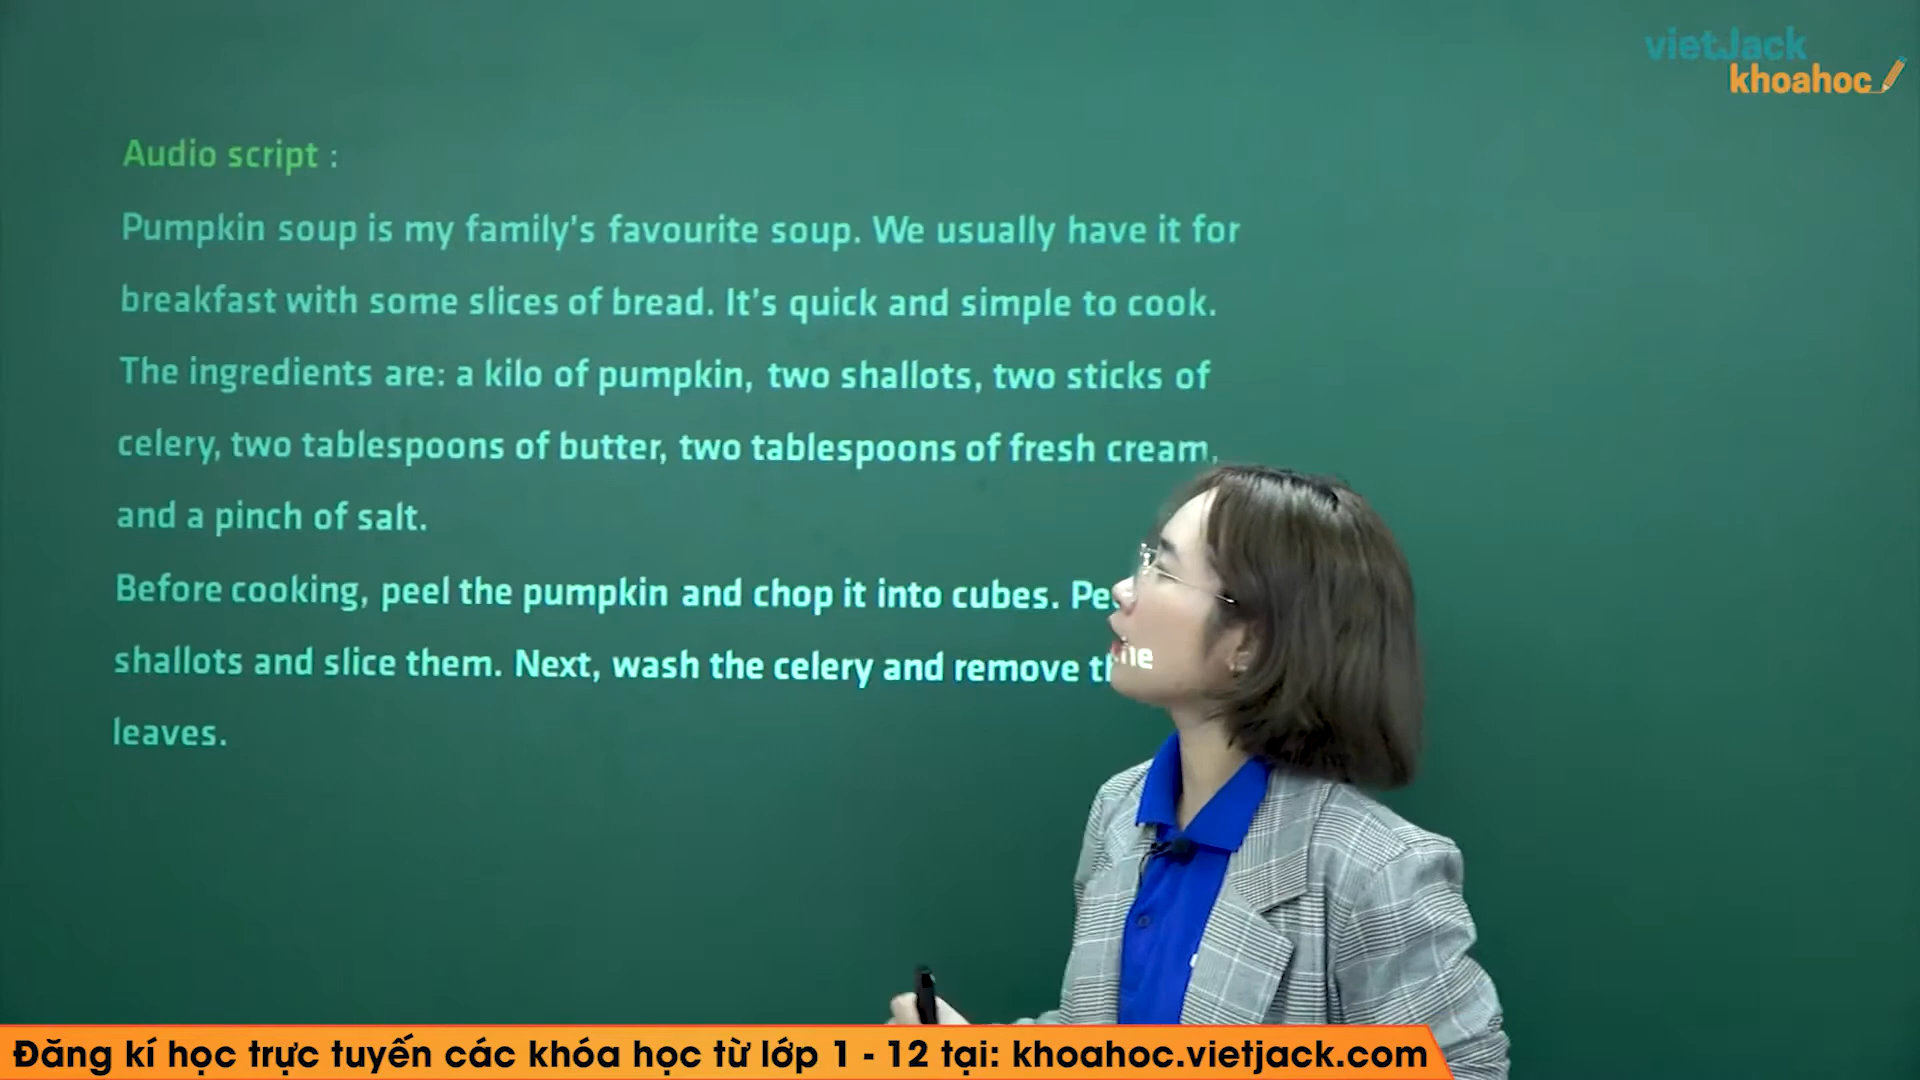 vietJack
khoahoc
Audio script :
Pumpkin soup is my family's favourite soup. We usually have it for
breakfast with some slices of bread. It's quick and simple to cook.
The ingredients are: a kilo of pumpkin, two shallots, two sticks of
celery, two tablespoons of butter, two tablespoons of fresh cream,
and a pinch of salt.
Before cooking, peel the pumpkin and chop it into cubes.
shallots and slice them. Next, wash the celery and remove the
leaves.
Đăng kí học trực tuyến các khóa học từ lớp 1 - 12 tại: khoahoc.vietjack.com